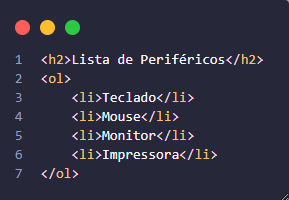 1 <h2>Lista de Periféricos</h2>
2 <ol>
3     <li>Teclado</li>
4     <li>Mouse</li>
5     <li>Monitor</li>
6     <li>Impressora</li>
7 </ol>